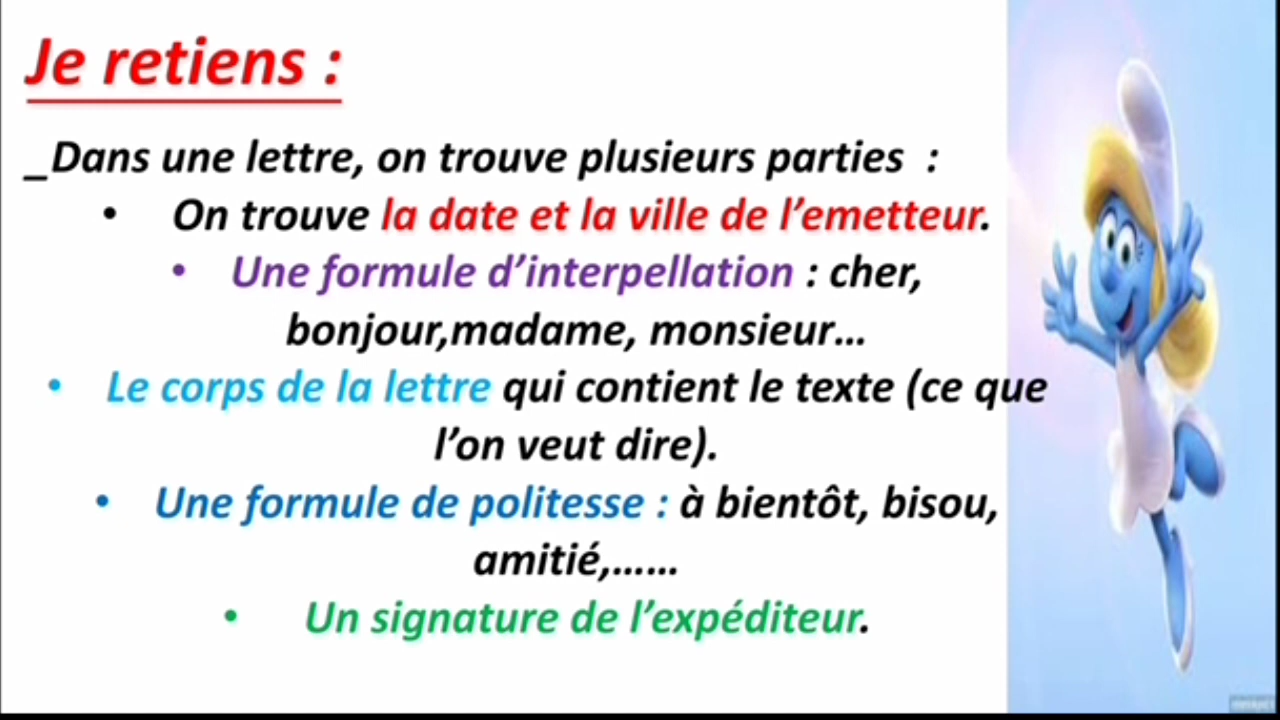 Je retiens :
_Dans une lettre, on trouve plusieurs parties :
• On trouve la date et la ville de l’emetteur.
• Une formule d’interpellation : cher,
bonjour,madame, monsieur…
• Le corps de la lettre qui contient le texte (ce que
l’on veut dire).
• Une formule de politesse : à bientôt, bisou,
amitié,……
• Un signature de l’expéditeur.